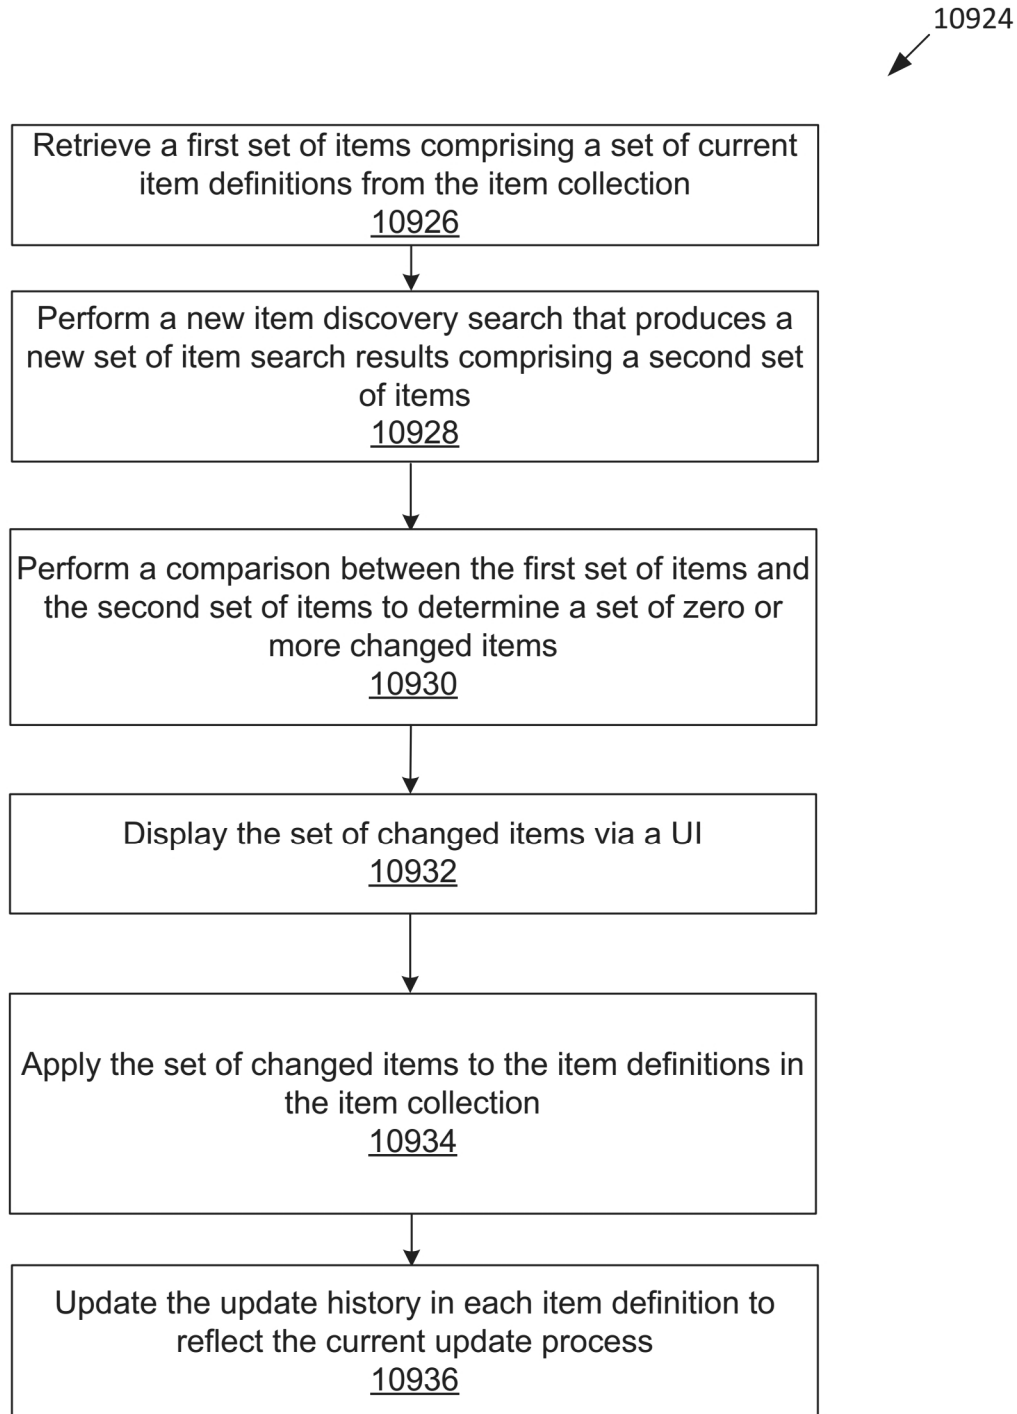 10924
Retrieve a first set of items comprising a set of current
item definitions from the item collection
10926
Perform a new item discovery search that produces a
new set of item search results comprising a second set
of items
10928
Perform a comparison between the first set of items and
the second set of items to determine a set of zero or
more changed items
10930
Display the set of changed items via a UI
10932
Apply the set of changed items to the item definitions in
the item collection
10934
Update the update history in each item definition to
reflect the current update process
10936